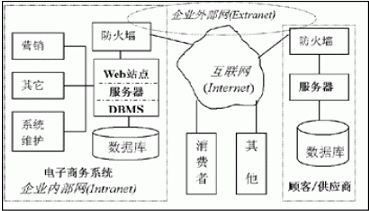 企业外部网(Extranet)
营销
其它
系统
维护
防火墙
Web站点
服务器
DBMS
数据库
电子商务系统
企业内部网(Intranet)
互联网
(Internet)
消
费
者
其
他
防火墙
服务器
数据库
顾客/供应商